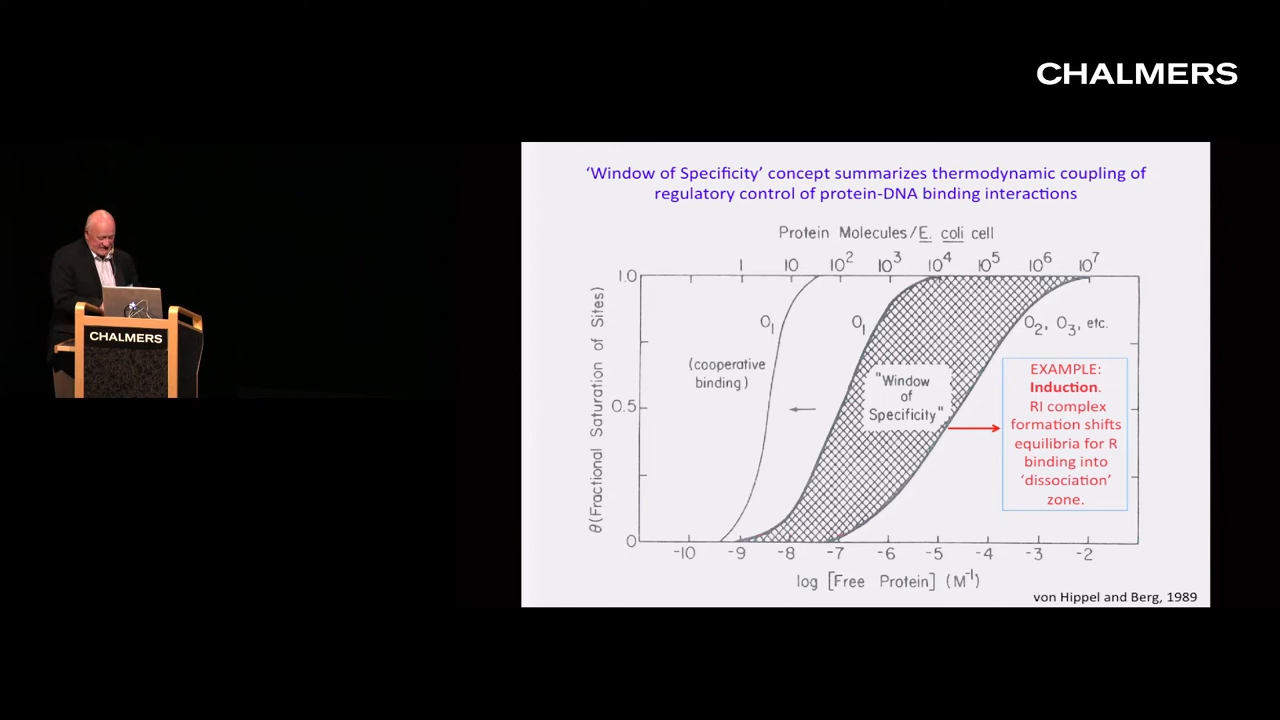 CHALMERS
CHALMERS
‘Window of Specificity’ concept summarizes thermodynamic coupling of
regulatory control of protein-DNA binding interactions
Protein Molecules/E. coli cell
1 10 10² 10³ 10⁴ 10⁵ 10⁶ 10⁷
1.0
0.5
0
θ(Fractional Saturation of Sites)
O₁
(cooperative
binding)
O₁
"Window
of
Specificity"
O₂, O₃, etc.
EXAMPLE:
Induction.
RI complex
formation shifts
equilibria for R
binding into
‘dissociation’
zone.
-10 -9 -8 -7 -6 -5 -4 -3 -2
log [Free Protein] (M⁻¹)
von Hippel and Berg, 1989